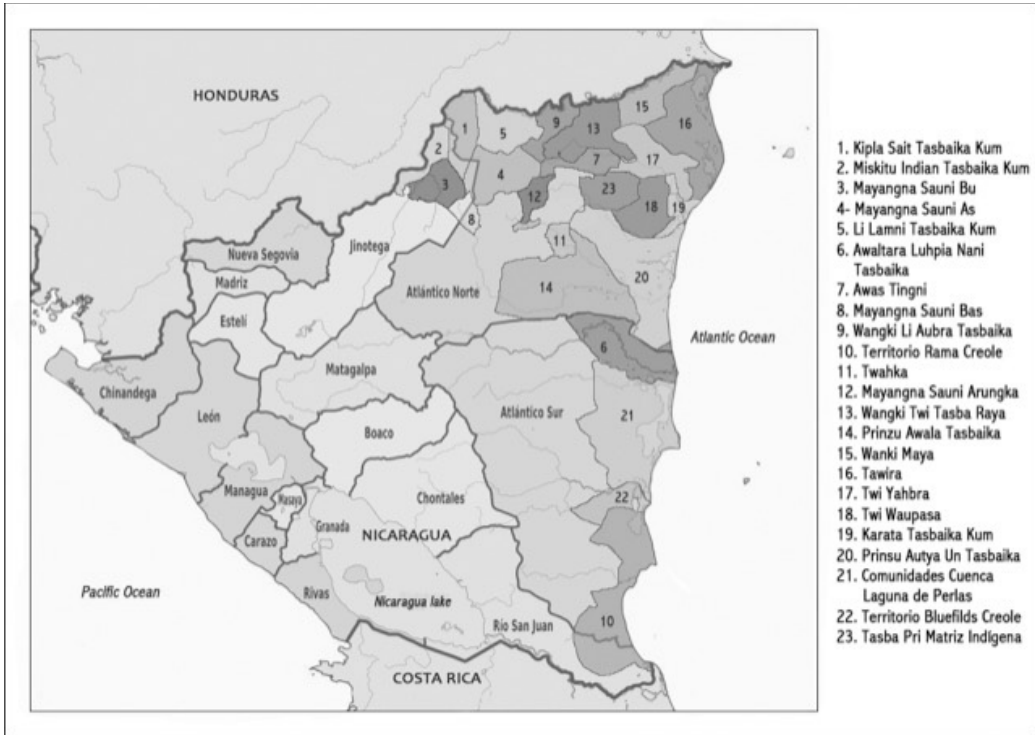 HONDURAS
15
9
13
16
1
5
2
7
17
4
3
23
12
18
19
8
Jinotega
11
Nueva Segovia
20
Madriz
Atlántico Norte
14
Estelí
Atlantic Ocean
6
Matagalpa
Chinandega
Atlántico Sur
León
21
Boaco
Managua
Masaya
Chontales
22
Granada
NICARAGUA
Carazo
Pacific Ocean
Rivas
Nicaragua lake
Río San Juan
10
COSTA RICA
1. Kipla Sait Tasbaika Kum
2. Miskitu Indian Tasbaika Kum
3. Mayangna Sauni Bu
4- Mayangna Sauni As
5. Li Lamni Tasbaika Kum
6. Awaltara Luhpia Nani
Tasbaika
7. Awas Tingni
8. Mayangna Sauni Bas
9. Wangki Li Aubra Tasbaika
10. Territorio Rama Creole
11. Twahka
12. Mayangna Sauni Arungka
13. Wangki Twi Tasba Raya
14. Prinzu Awala Tasbaika
15. Wanki Maya
16. Tawira
17. Twi Yahbra
18. Twi Waupasa
19. Karata Tasbaika Kum
20. Prinsu Autya Un Tasbaika
21. Comunidades Cuenca
Laguna de Perlas
22. Territorio Bluefilds Creole
23. Tasba Pri Matriz Indígena